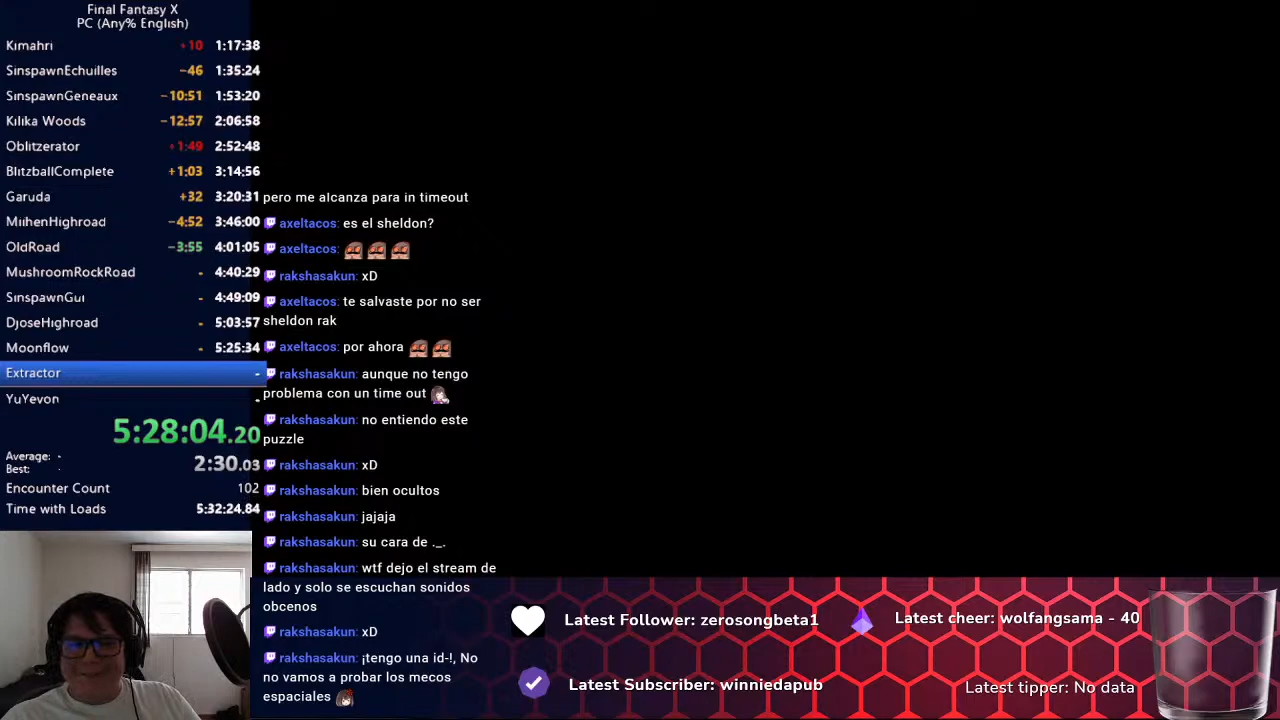 Final Fantasy X
PC (Any% English)
Kimahri +10 1:17:38
SinspawnEchuilles −46 1:35:24
SinspawnGeneaux −10:51 1:53:20
Kilika Woods −12:57 2:06:58
Oblitzerator +1:49 2:52:48
BlitzballComplete +1:03 3:14:56
Garuda +32 3:20:31
MiihenHighroad −4:52 3:46:00
OldRoad −3:55 4:01:05
MushroomRockRoad - 4:40:29
SinspawnGui - 4:49:09
DjoseHighroad - 5:03:57
Moonflow - 5:25:34
Extractor -
YuYevon -
5:28:04.20
Average: -
Best: -
2:30.03
Encounter Count 102
Time with Loads 5:32:24.84
pero me alcanza para in timeout
axeltacos: es el sheldon?
axeltacos:
rakshasakun: xD
axeltacos: te salvaste por no ser
sheldon rak
axeltacos: por ahora
rakshasakun: aunque no tengo
problema con un time out
rakshasakun: no entiendo este
puzzle
rakshasakun: xD
rakshasakun: bien ocultos
rakshasakun: jajaja
rakshasakun: su cara de ._.
rakshasakun: wtf dejo el stream de
lado y solo se escuchan sonidos
obcenos
rakshasakun: xD
rakshasakun: ¡tengo una id-!, No
no vamos a probar los mecos
espaciales
Latest Follower: zerosongbeta1
Latest cheer: wolfangsama - 40
Latest Subscriber: winniedapub
Latest tipper: No data